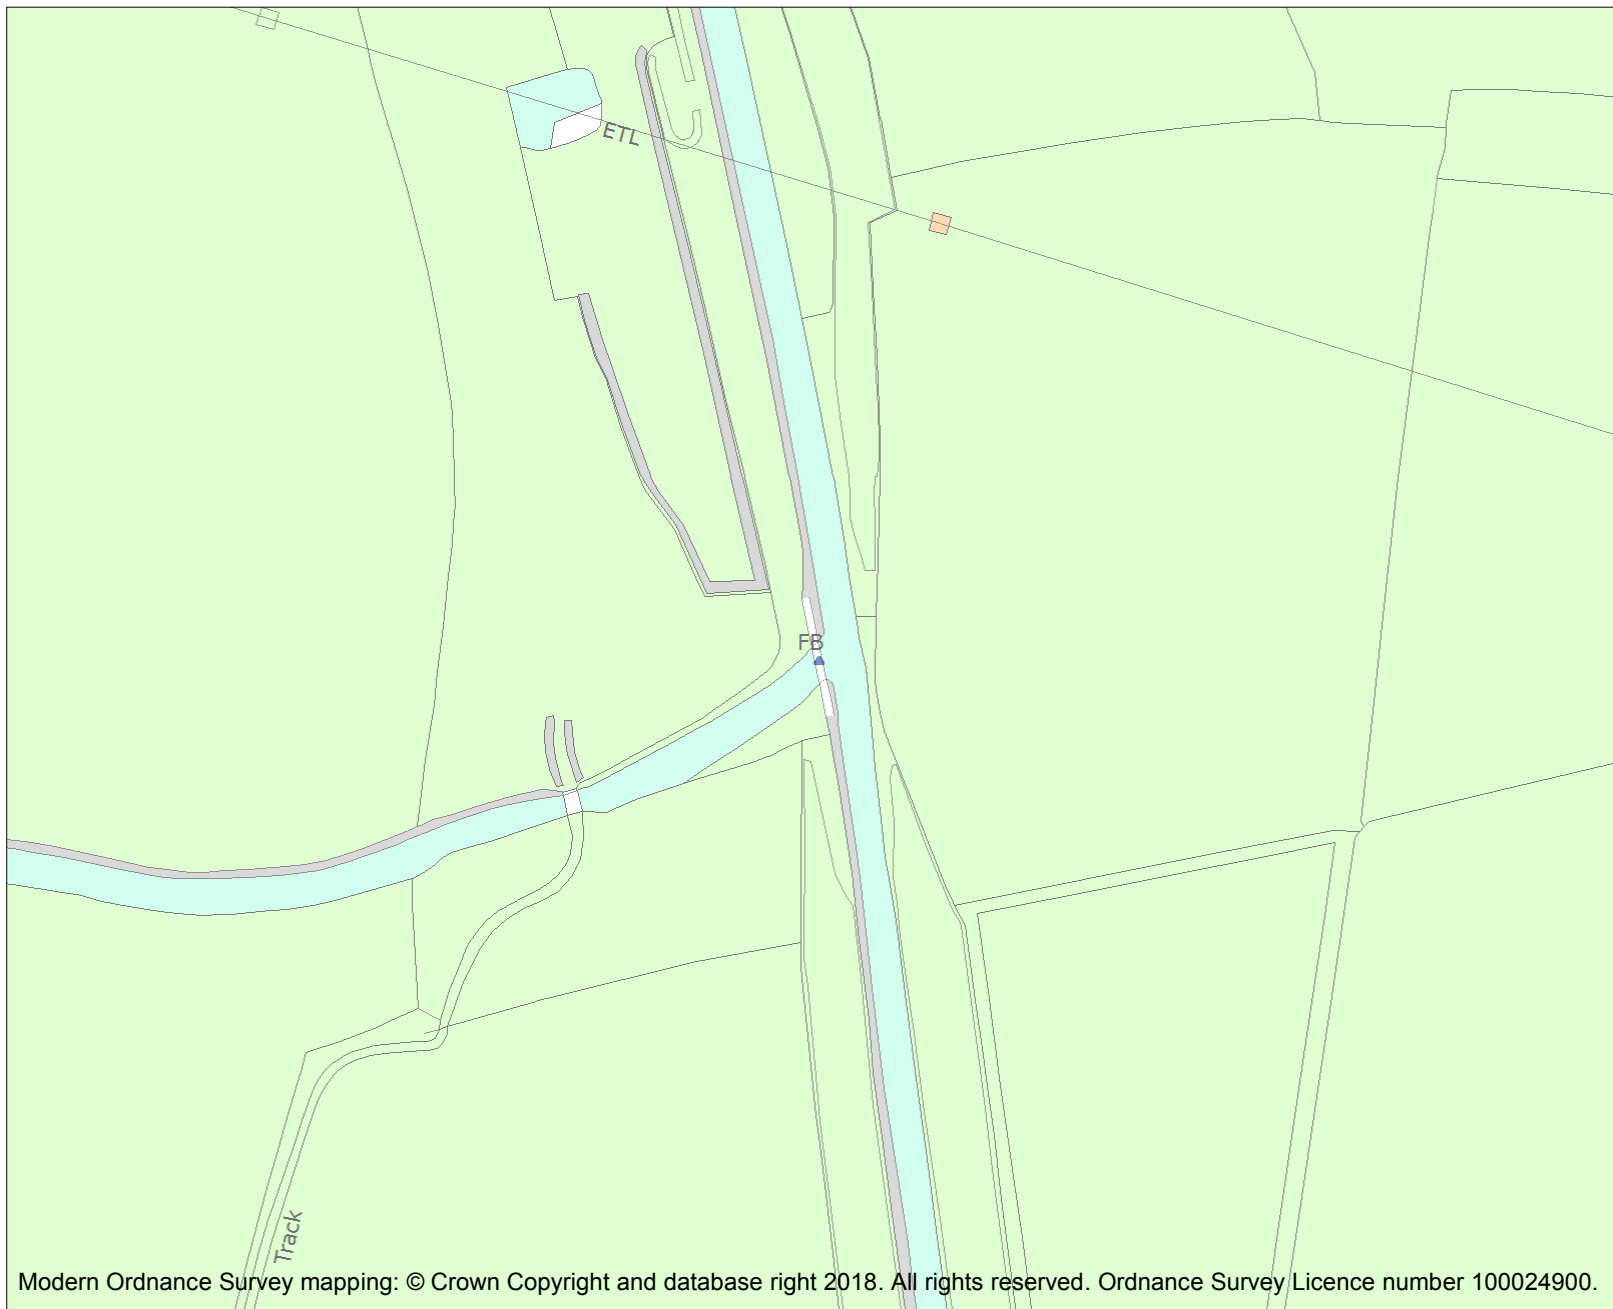 ETL
FB
Track
Modern Ordnance Survey mapping: © Crown Copyright and database right 2018. All rights reserved. Ordnance Survey Licence number 100024900.